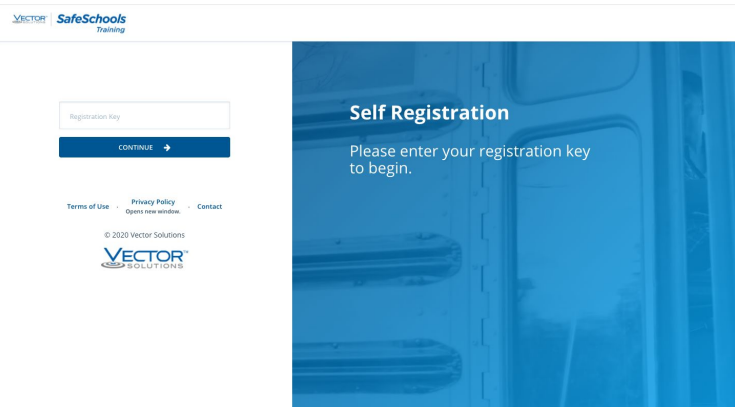 VECTOR SafeSchools
Training
Registration Key
CONTINUE
Self Registration
Please enter your registration key
to begin.
Terms of Use · Privacy Policy · Contact
Opens new window.
© 2020 Vector Solutions
VECTOR™
SOLUTIONS